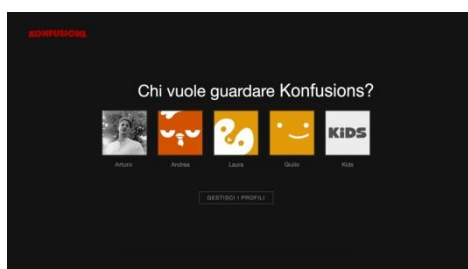 KONFUSIONS
Chi vuole guardare Konfusions?
KiDS
Arturo Andrea Laura Giulio Kids
GESTISCI I PROFILI